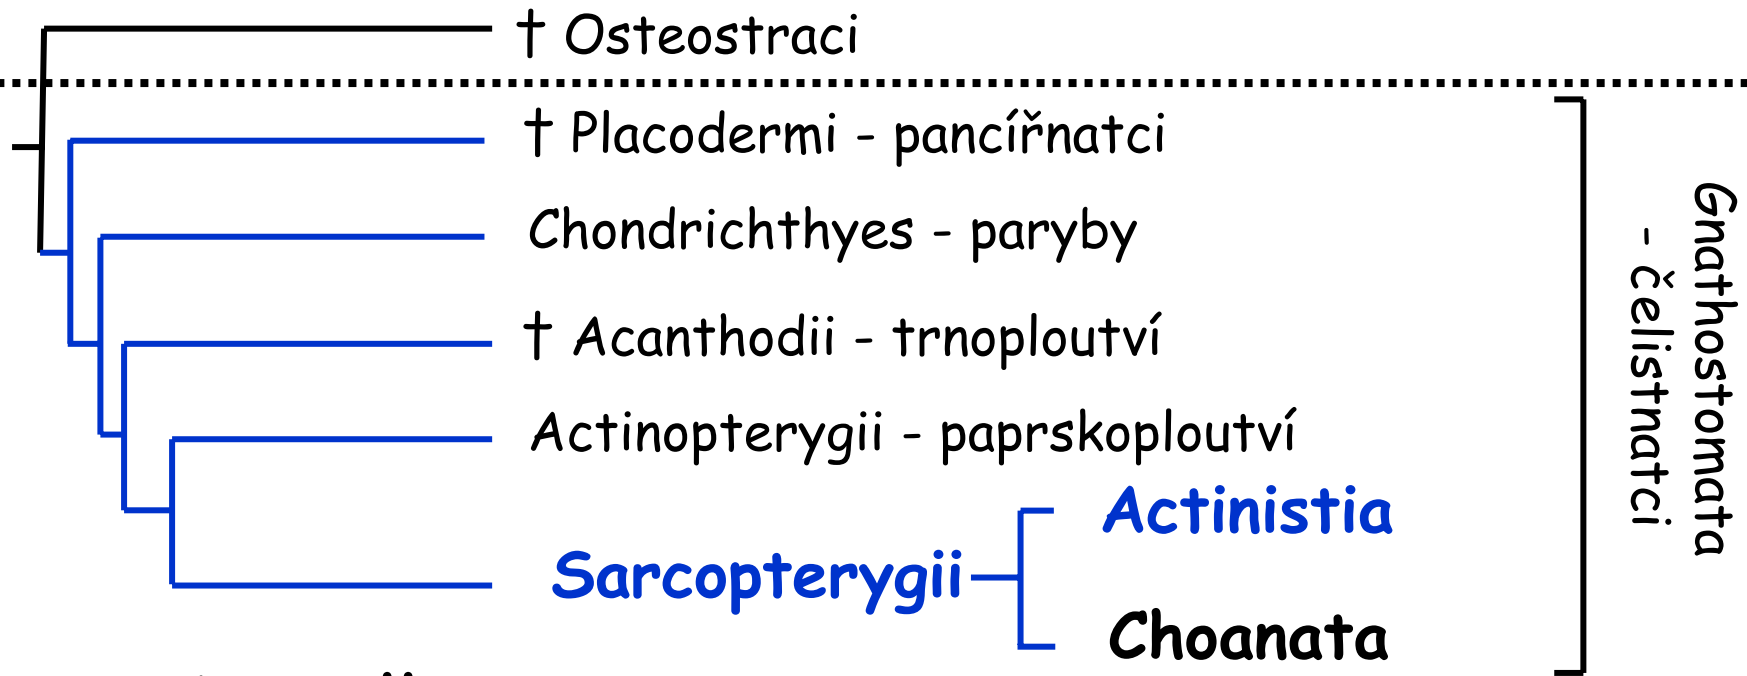 † Osteostraci
† Placodermi - pancířnatci
Chondrichthyes - paryby
† Acanthodii - trnoploutví
Actinopterygii - paprskoploutví
Actinistia
Sarcopterygii
Choanata
Gnathostomata
- čelistnatci